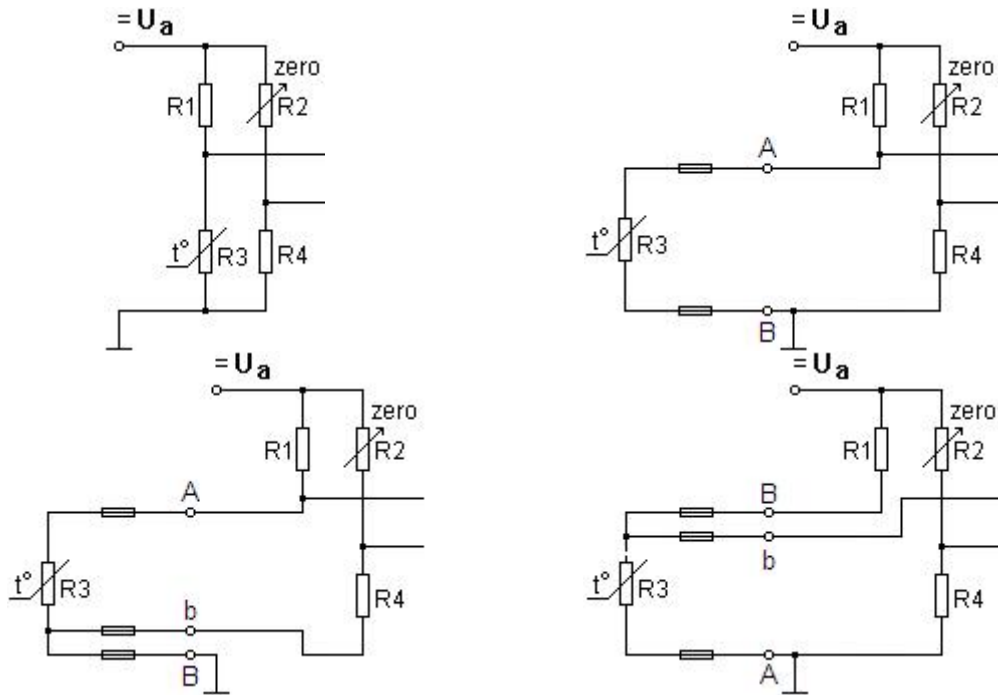 = Ua
zero
R1
R2
t°
R3
R4
= Ua
zero
R1
R2
A
t°
R3
R4
B
= Ua
zero
R1
R2
A
t°
R3
R4
b
B
= Ua
zero
R1
R2
B
b
t°
R3
R4
A